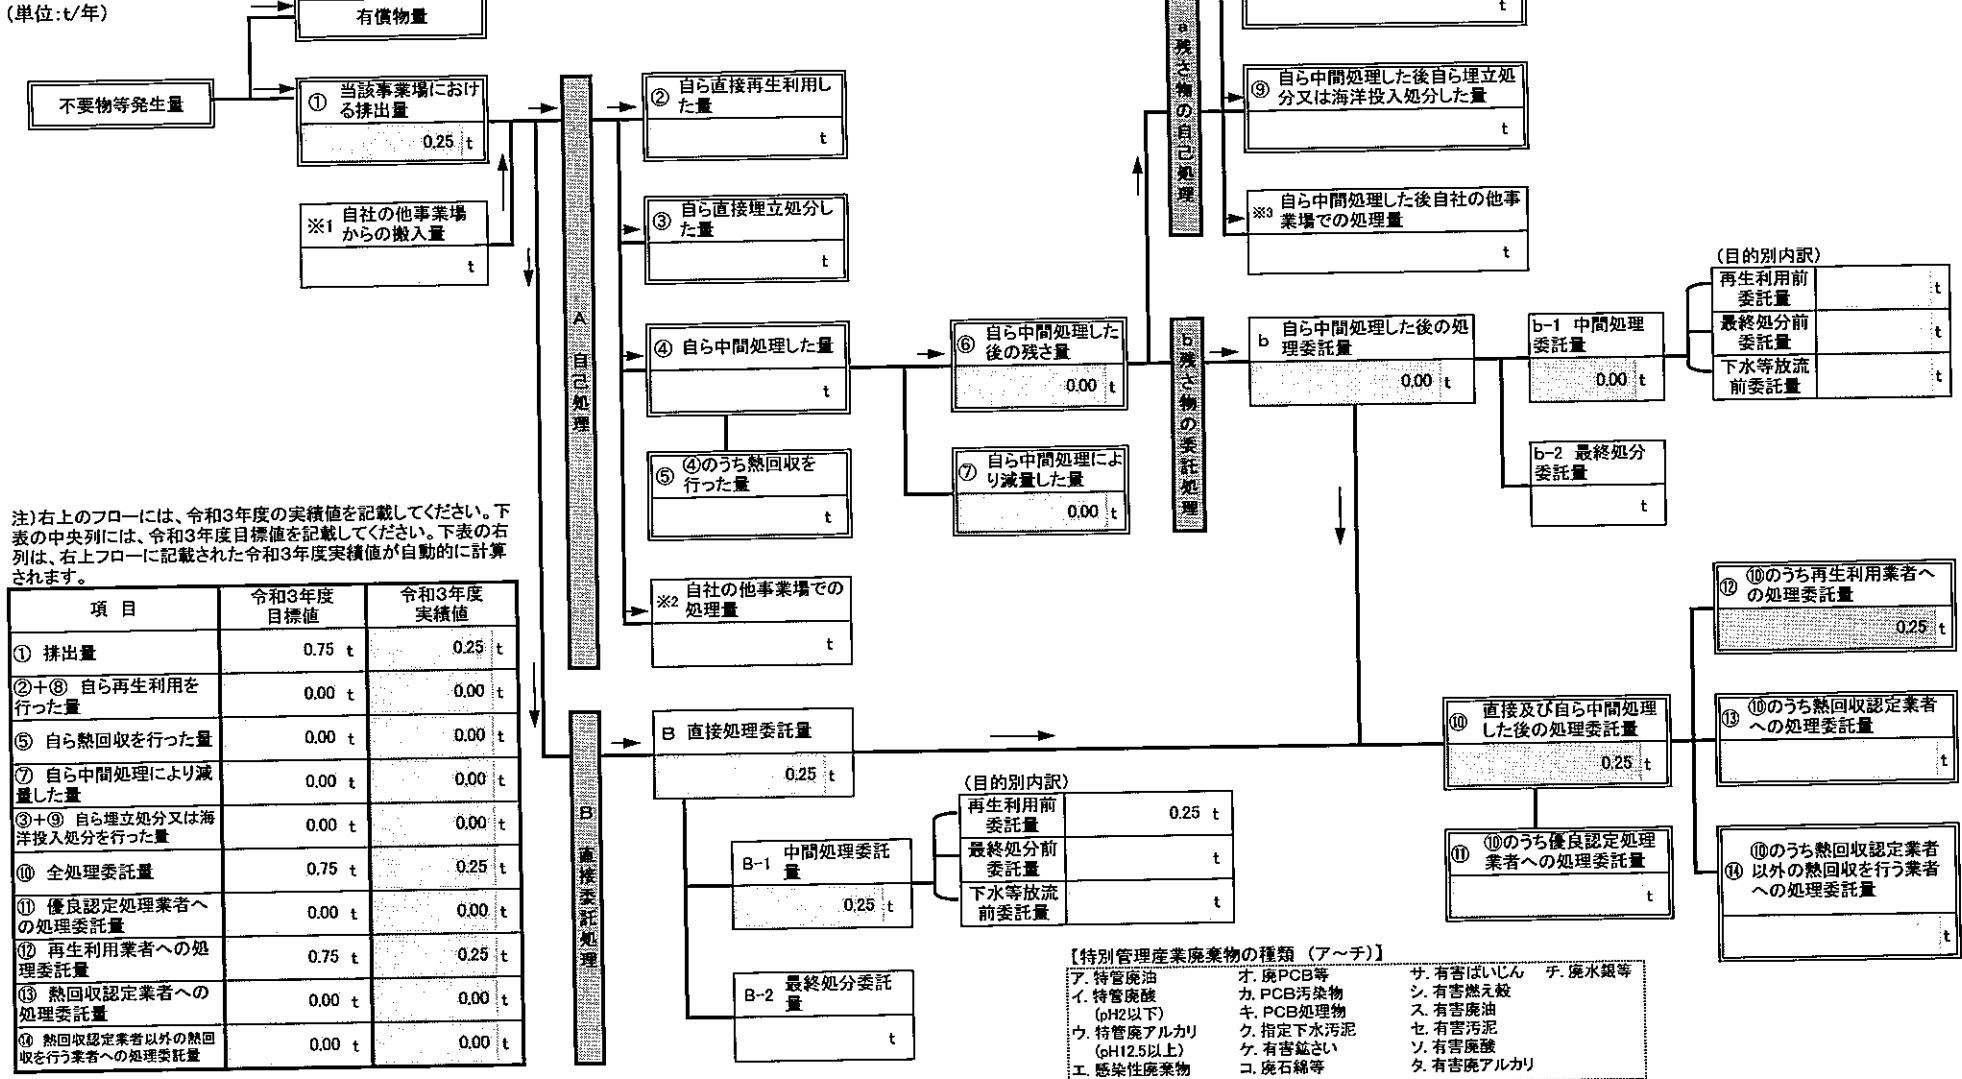 (単位:t/年)
有償物量
不要物等発生量
① 当該事業場におけ
る排出量
0.25 t
※1 自社の他事業場
からの搬入量
t
A 自己処理
② 自ら直接再生利用し
た量
t
③ 自ら直接埋立処分し
た量
t
④ 自ら中間処理した量
t
⑤ ④のうち熱回収を
行った量
t
※2 自社の他事業場での
処理量
t
⑥ 自ら中間処理した
後の残さ量
0.00 t
⑦ 自ら中間処理によ
り減量した量
0.00 t
a 残さ物の自己処理
t
⑨ 自ら中間処理した後自ら埋立処
分又は海洋投入処分した量
t
※3 自ら中間処理した後自社の他事
業場での処理量
t
b 残さ物の委託処理
b 自ら中間処理した後の処
理委託量
0.00 t
b-1 中間処理
委託量
0.00 t
(目的別内訳)
再生利用前
委託量
t
最終処分前
委託量
t
下水等放流
前委託量
t
b-2 最終処分
委託量
t
注)右上のフローには、令和3年度の実績値を記載してください。下
表の中央列には、令和3年度目標値を記載してください。下表の右
列は、右上フローに記載された令和3年度実績値が自動的に計算
されます。
項 目 令和3年度 目標値 令和3年度 実績値
① 排出量 0.75 t 0.25 t
②+⑧ 自ら再生利用を
行った量 0.00 t 0.00 t
⑤ 自ら熱回収を行った量 0.00 t 0.00 t
⑦ 自ら中間処理により減
量した量 0.00 t 0.00 t
③+⑨ 自ら埋立処分又は海
洋投入処分を行った量 0.00 t 0.00 t
⑩ 全処理委託量 0.75 t 0.25 t
⑪ 優良認定処理業者へ
の処理委託量 0.00 t 0.00 t
⑫ 再生利用業者への処
理委託量 0.75 t 0.25 t
⑬ 熱回収認定業者への
処理委託量 0.00 t 0.00 t
⑭ 熱回収認定業者以外の熱回
収を行う業者への処理委託量 0.00 t 0.00 t
B 直接委託処理
B 直接処理委託量
0.25 t
B-1 中間処理委託
量
0.25 t
(目的別内訳)
再生利用前
委託量
0.25 t
最終処分前
委託量
t
下水等放流
前委託量
t
B-2 最終処分委託
量
t
⑩ 直接及び自ら中間処理
した後の処理委託量
0.25 t
⑪ ⑩のうち優良認定処理
業者への処理委託量
t
⑫ ⑩のうち再生利用業者へ
の処理委託量
0.25 t
⑬ ⑩のうち熱回収認定業者
への処理委託量
t
⑭ ⑩のうち熱回収認定業者
以外の熱回収を行う業者
への処理委託量
t
【特別管理産業廃棄物の種類 (ア~チ)】
ア. 特管廃油 オ. 廃PCB等 サ. 有害ばいじん チ. 廃水銀等
イ. 特管廃酸 カ. PCB汚染物 シ. 有害燃え殻
(pH2以下) キ. PCB処理物 ス. 有害廃油
ウ. 特管廃アルカリ ク. 指定下水汚泥 セ. 有害汚泥
(pH12.5以上) ケ. 有害鉱さい ソ. 有害廃酸
エ. 感染性廃棄物 コ. 廃石綿等 タ. 有害廃アルカリ